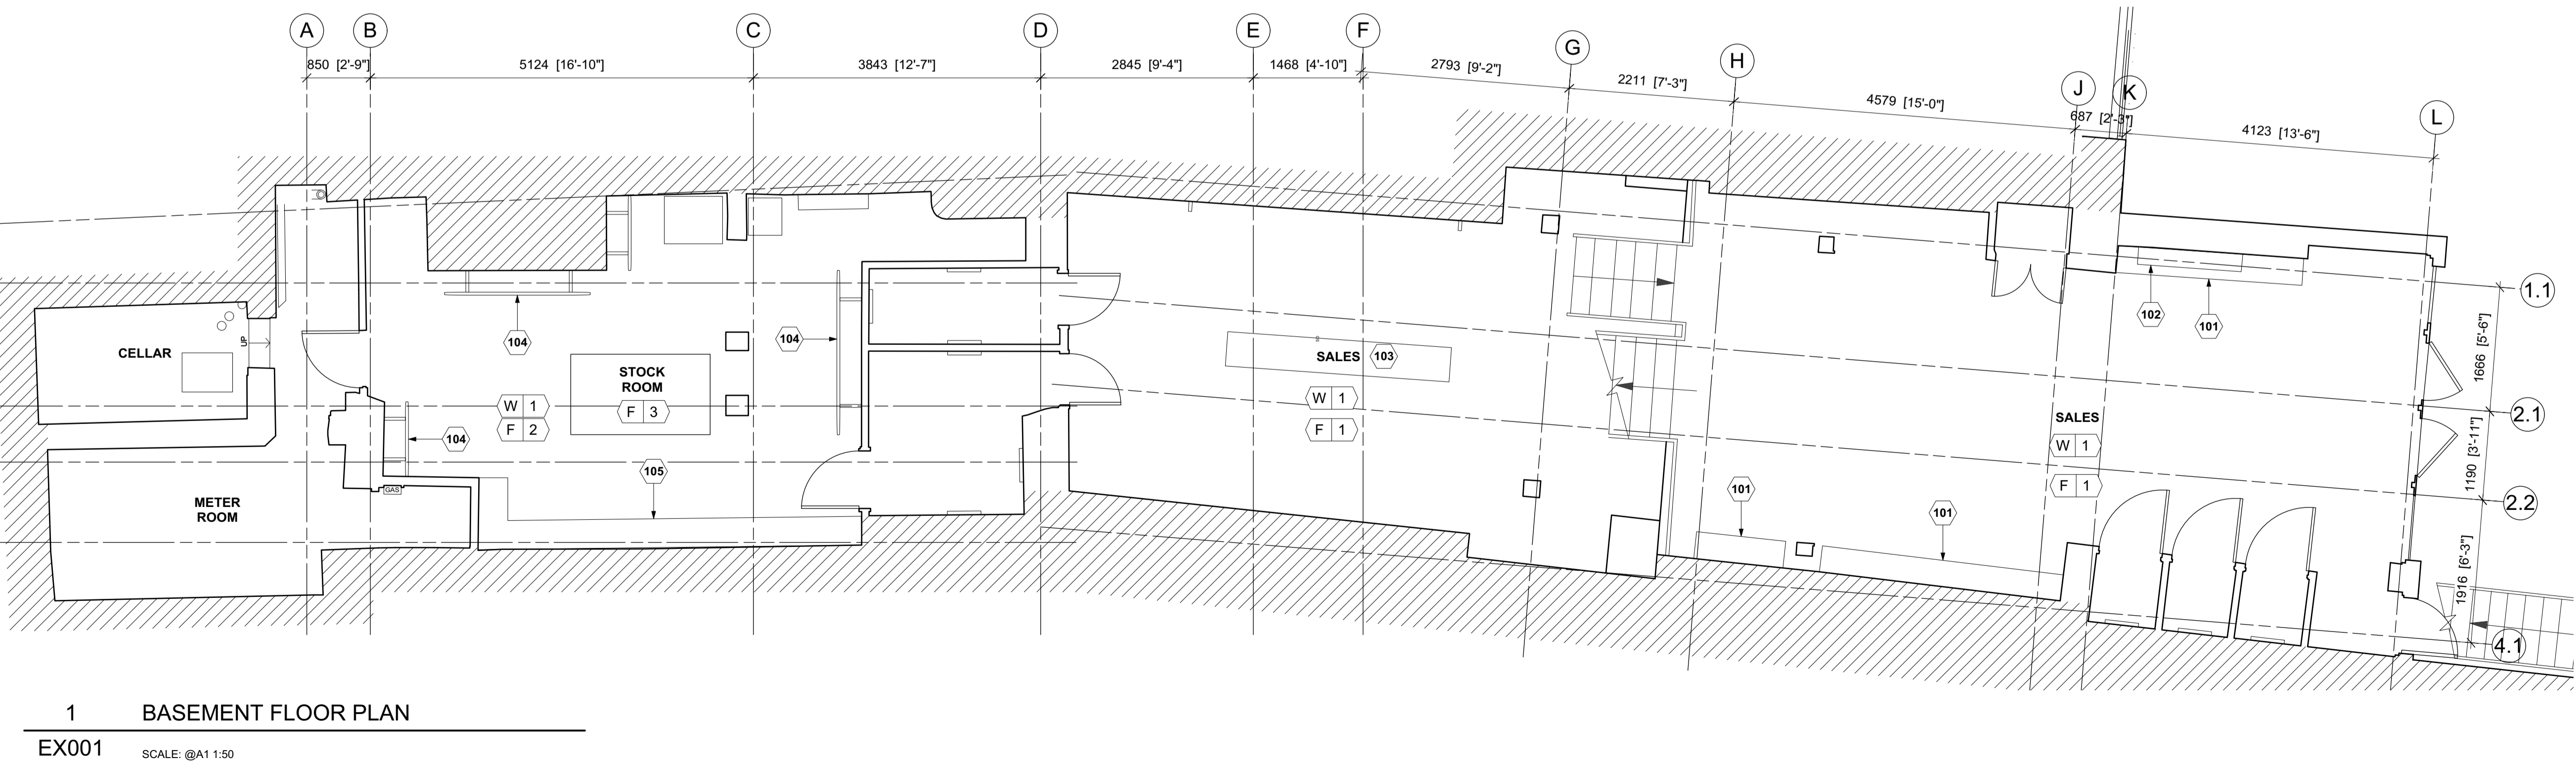 A
B
C
D
E
F
G
H
J
K
L
850 [2'-9"]
5124 [16'-10"]
3843 [12'-7"]
2845 [9'-4"]
1468 [4'-10"]
2793 [9'-2"]
2211 [7'-3"]
4579 [15'-0"]
687 [2'-3"]
4123 [13'-6"]
1.1
2.1
2.2
4.1
1666 [5'-6"]
1190 [3'-11"]
1916 [6'-3"]
CELLAR
UP
METER
ROOM
GAS
104
104
104
105
STOCK
ROOM
F 3
W 1
F 2
SALES
103
W 1
F 1
102
101
101
101
SALES
W 1
F 1
1 BASEMENT FLOOR PLAN
EX001 SCALE: @A1 1:50